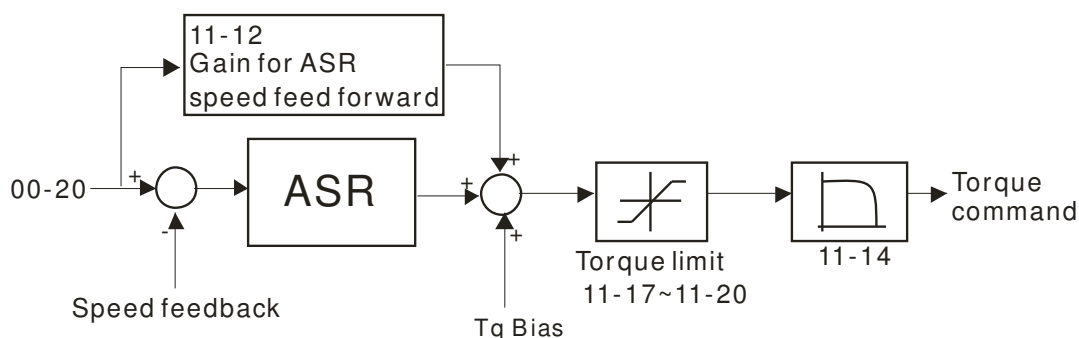 11-12
Gain for ASR
speed feed forward
00-20
+
-
ASR
+
+
+
Speed feedback
Tq Bias
Torque limit
11-17~11-20
11-14
Torque
command